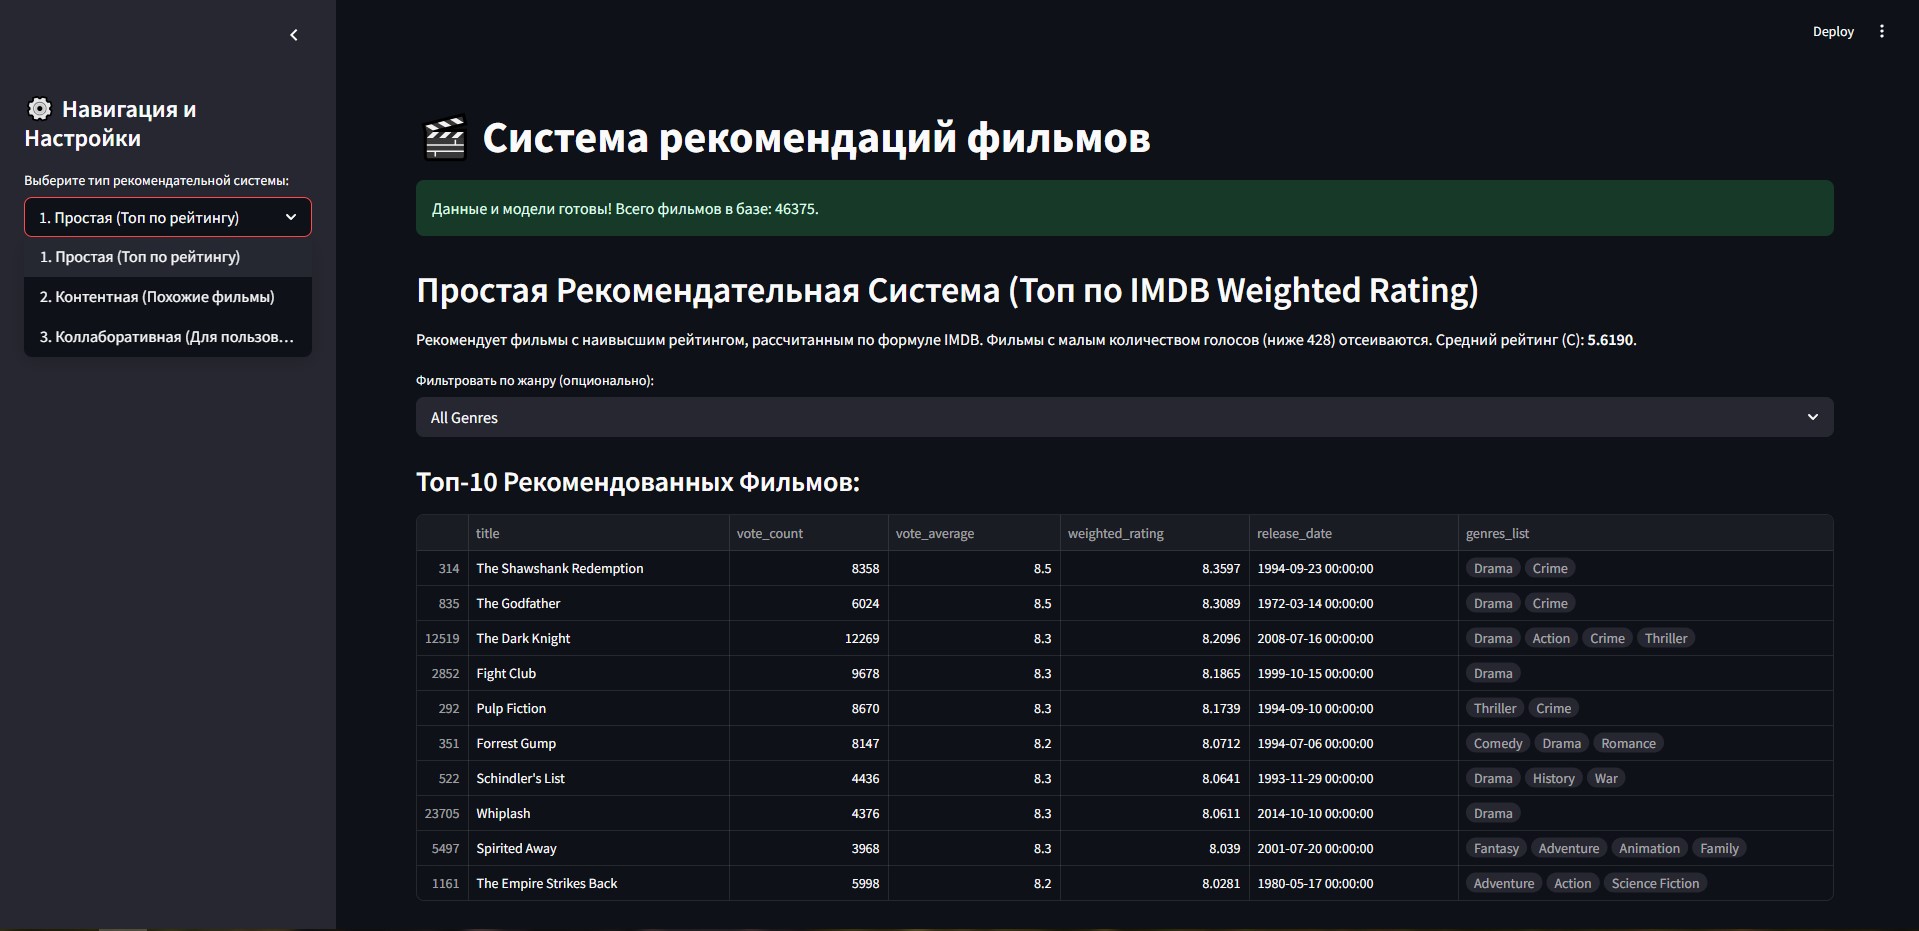 Навигация и
Настройки
Выберите тип рекомендательной системы:
1. Простая (Топ по рейтингу)
1. Простая (Топ по рейтингу)
2. Контентная (Похожие фильмы)
3. Коллаборативная (Для пользов...
Deploy
Система рекомендаций фильмов
Данные и модели готовы! Всего фильмов в базе: 46375.
Простая Рекомендательная Система (Топ по IMDB Weighted Rating)
Рекомендует фильмы с наивысшим рейтингом, рассчитанным по формуле IMDB. Фильмы с малым количеством голосов (ниже 428) отсеиваются. Средний рейтинг (C): 5.6190.
Фильтровать по жанру (опционально):
All Genres
Топ-10 Рекомендованных Фильмов:
title vote_count vote_average weighted_rating release_date genres_list
314 The Shawshank Redemption 8358 8.5 8.3597 1994-09-23 00:00:00 Drama Crime
835 The Godfather 6024 8.5 8.3089 1972-03-14 00:00:00 Drama Crime
12519 The Dark Knight 12269 8.3 8.2096 2008-07-16 00:00:00 Drama Action Crime Thriller
2852 Fight Club 9678 8.3 8.1865 1999-10-15 00:00:00 Drama
292 Pulp Fiction 8670 8.3 8.1739 1994-09-10 00:00:00 Thriller Crime
351 Forrest Gump 8147 8.2 8.0712 1994-07-06 00:00:00 Comedy Drama Romance
522 Schindler's List 4436 8.3 8.0641 1993-11-29 00:00:00 Drama History War
23705 Whiplash 4376 8.3 8.0611 2014-10-10 00:00:00 Drama
5497 Spirited Away 3968 8.3 8.039 2001-07-20 00:00:00 Fantasy Adventure Animation Family
1161 The Empire Strikes Back 5998 8.2 8.0281 1980-05-17 00:00:00 Adventure Action Science Fiction